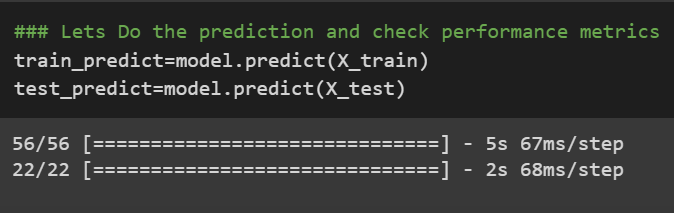 ### Lets Do the prediction and check performance metrics
train_predict=model.predict(X_train)
test_predict=model.predict(X_test)
56/56 [==============================] - 5s 67ms/step
22/22 [==============================] - 2s 68ms/step